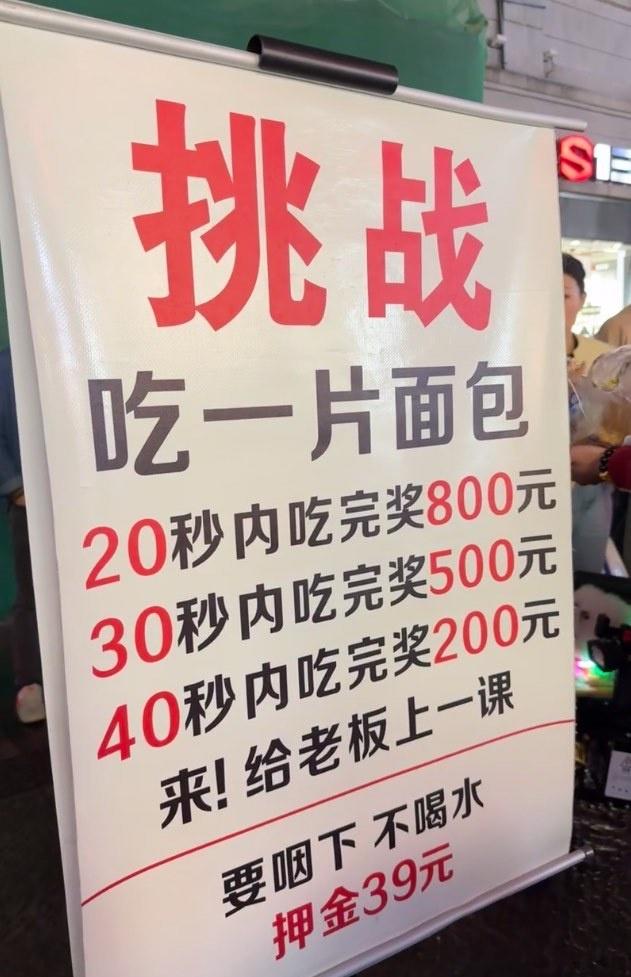 挑战
吃一片面包
20秒内吃完奖800元
30秒内吃完奖500元
40秒内吃完奖200元
来!给老板上一课
要咽下 不喝水
押金39元